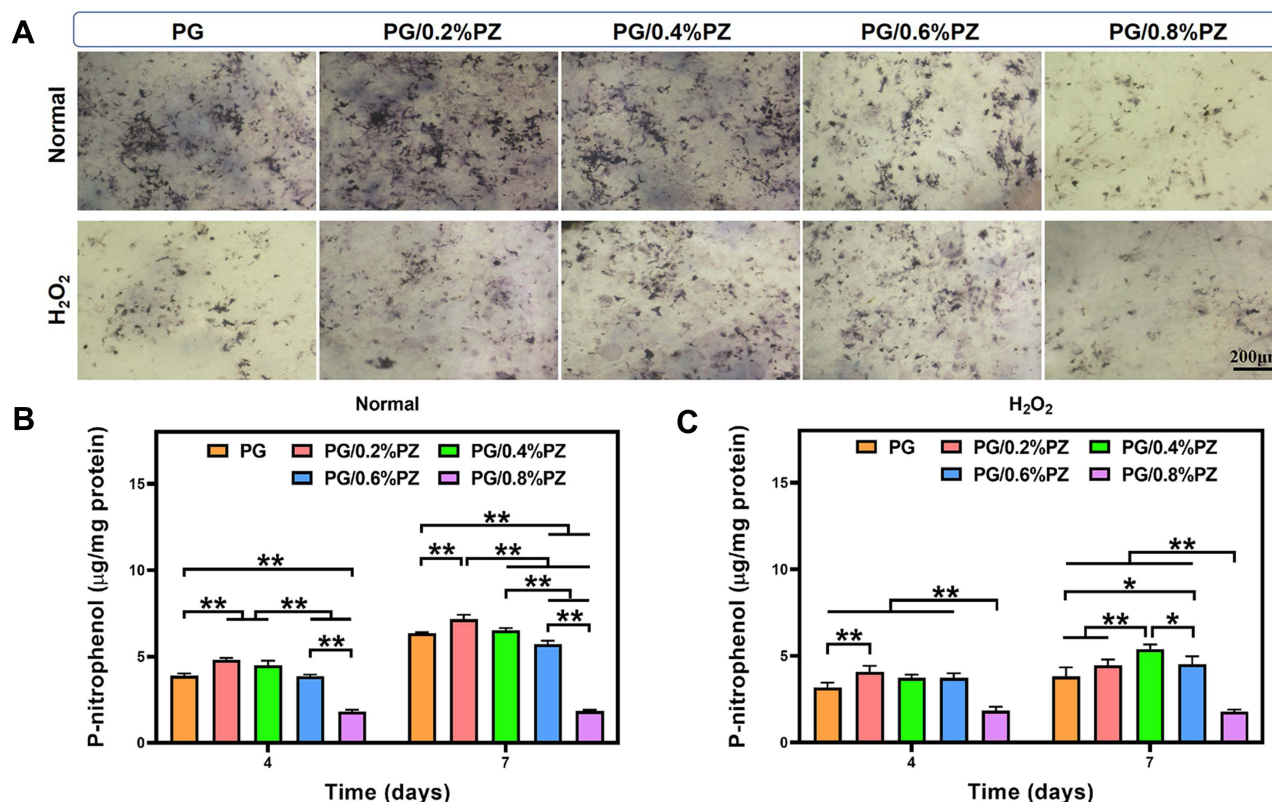 A
PG PG/0.2%PZ PG/0.4%PZ PG/0.6%PZ PG/0.8%PZ
Normal
H₂O₂
200μm
B
Normal
P-nitrophenol (μg/mg protein)
PG PG/0.2%PZ PG/0.4%PZ
PG/0.6%PZ PG/0.8%PZ
15
10
5
0
**
** **
**
**
** **
**
**
4 7
Time (days)
C
H₂O₂
P-nitrophenol (μg/mg protein)
PG PG/0.2%PZ PG/0.4%PZ
PG/0.6%PZ PG/0.8%PZ
15
10
5
0
**
**
**
*
** *
4 7
Time (days)